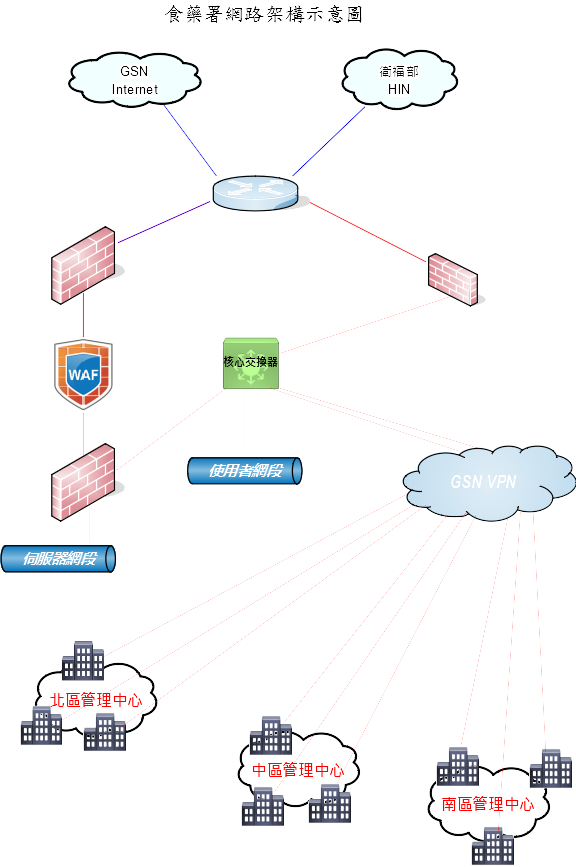 食藥署網路架構示意圖
GSN
Internet
衛福部
HIN
WAF
核心交換器
使用者網段
GSN VPN
伺服器網段
北區管理中心
中區管理中心
南區管理中心